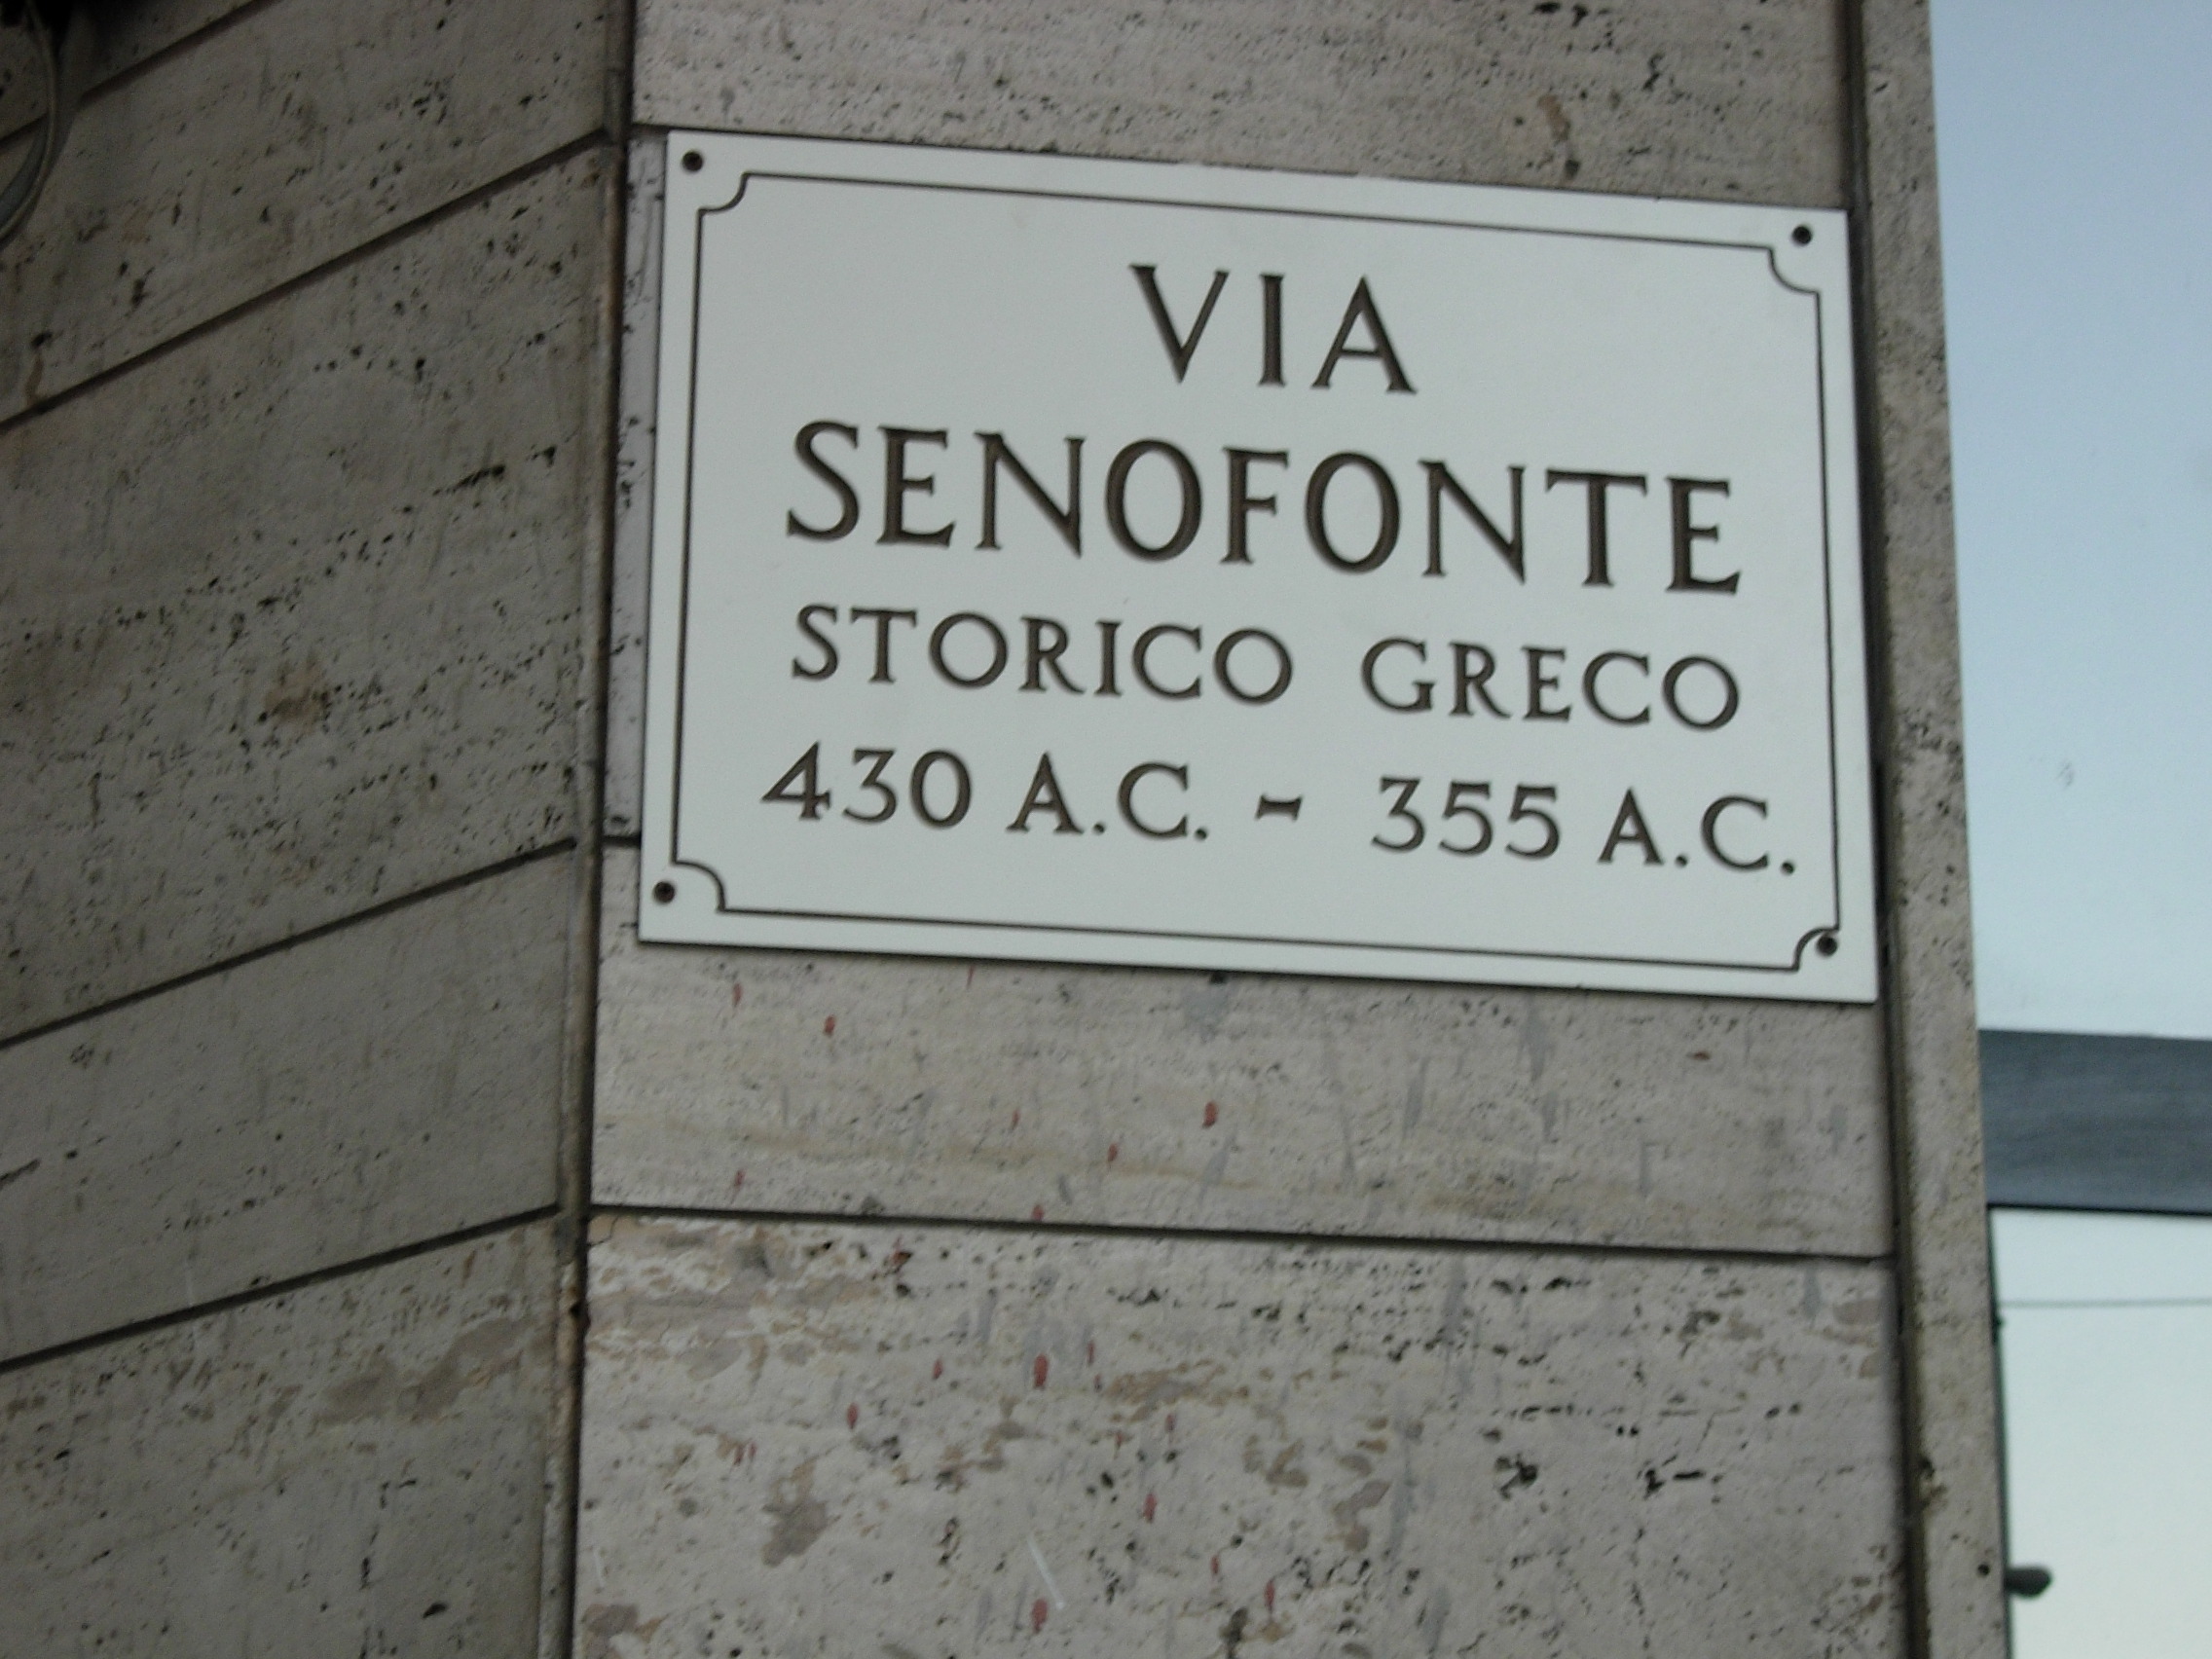 VIA
SENOFONTE
STORICO GRECO
430 A.C. - 355 A.C.